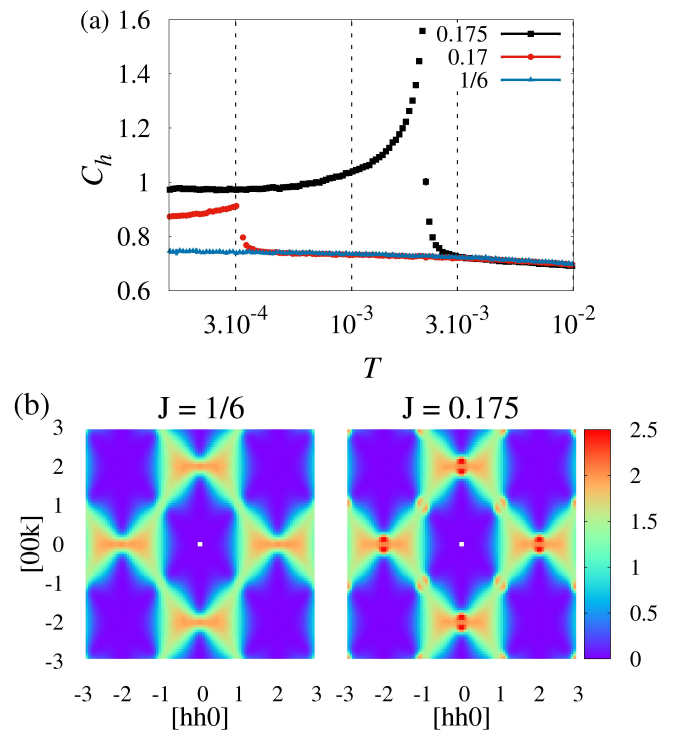 (a)
1.6
1.4
1.2
1
0.8
0.6
C_h
0.175
0.17
1/6
3.10^-4 10^-3 3.10^-3 10^-2
T
(b)
J = 1/6 J = 0.175
3
2
1
0
-1
-2
-3
[00k]
-3 -2 -1 0 1 2 3
[hh0]
-3 -2 -1 0 1 2 3
[hh0]
2.5
2
1.5
1
0.5
0